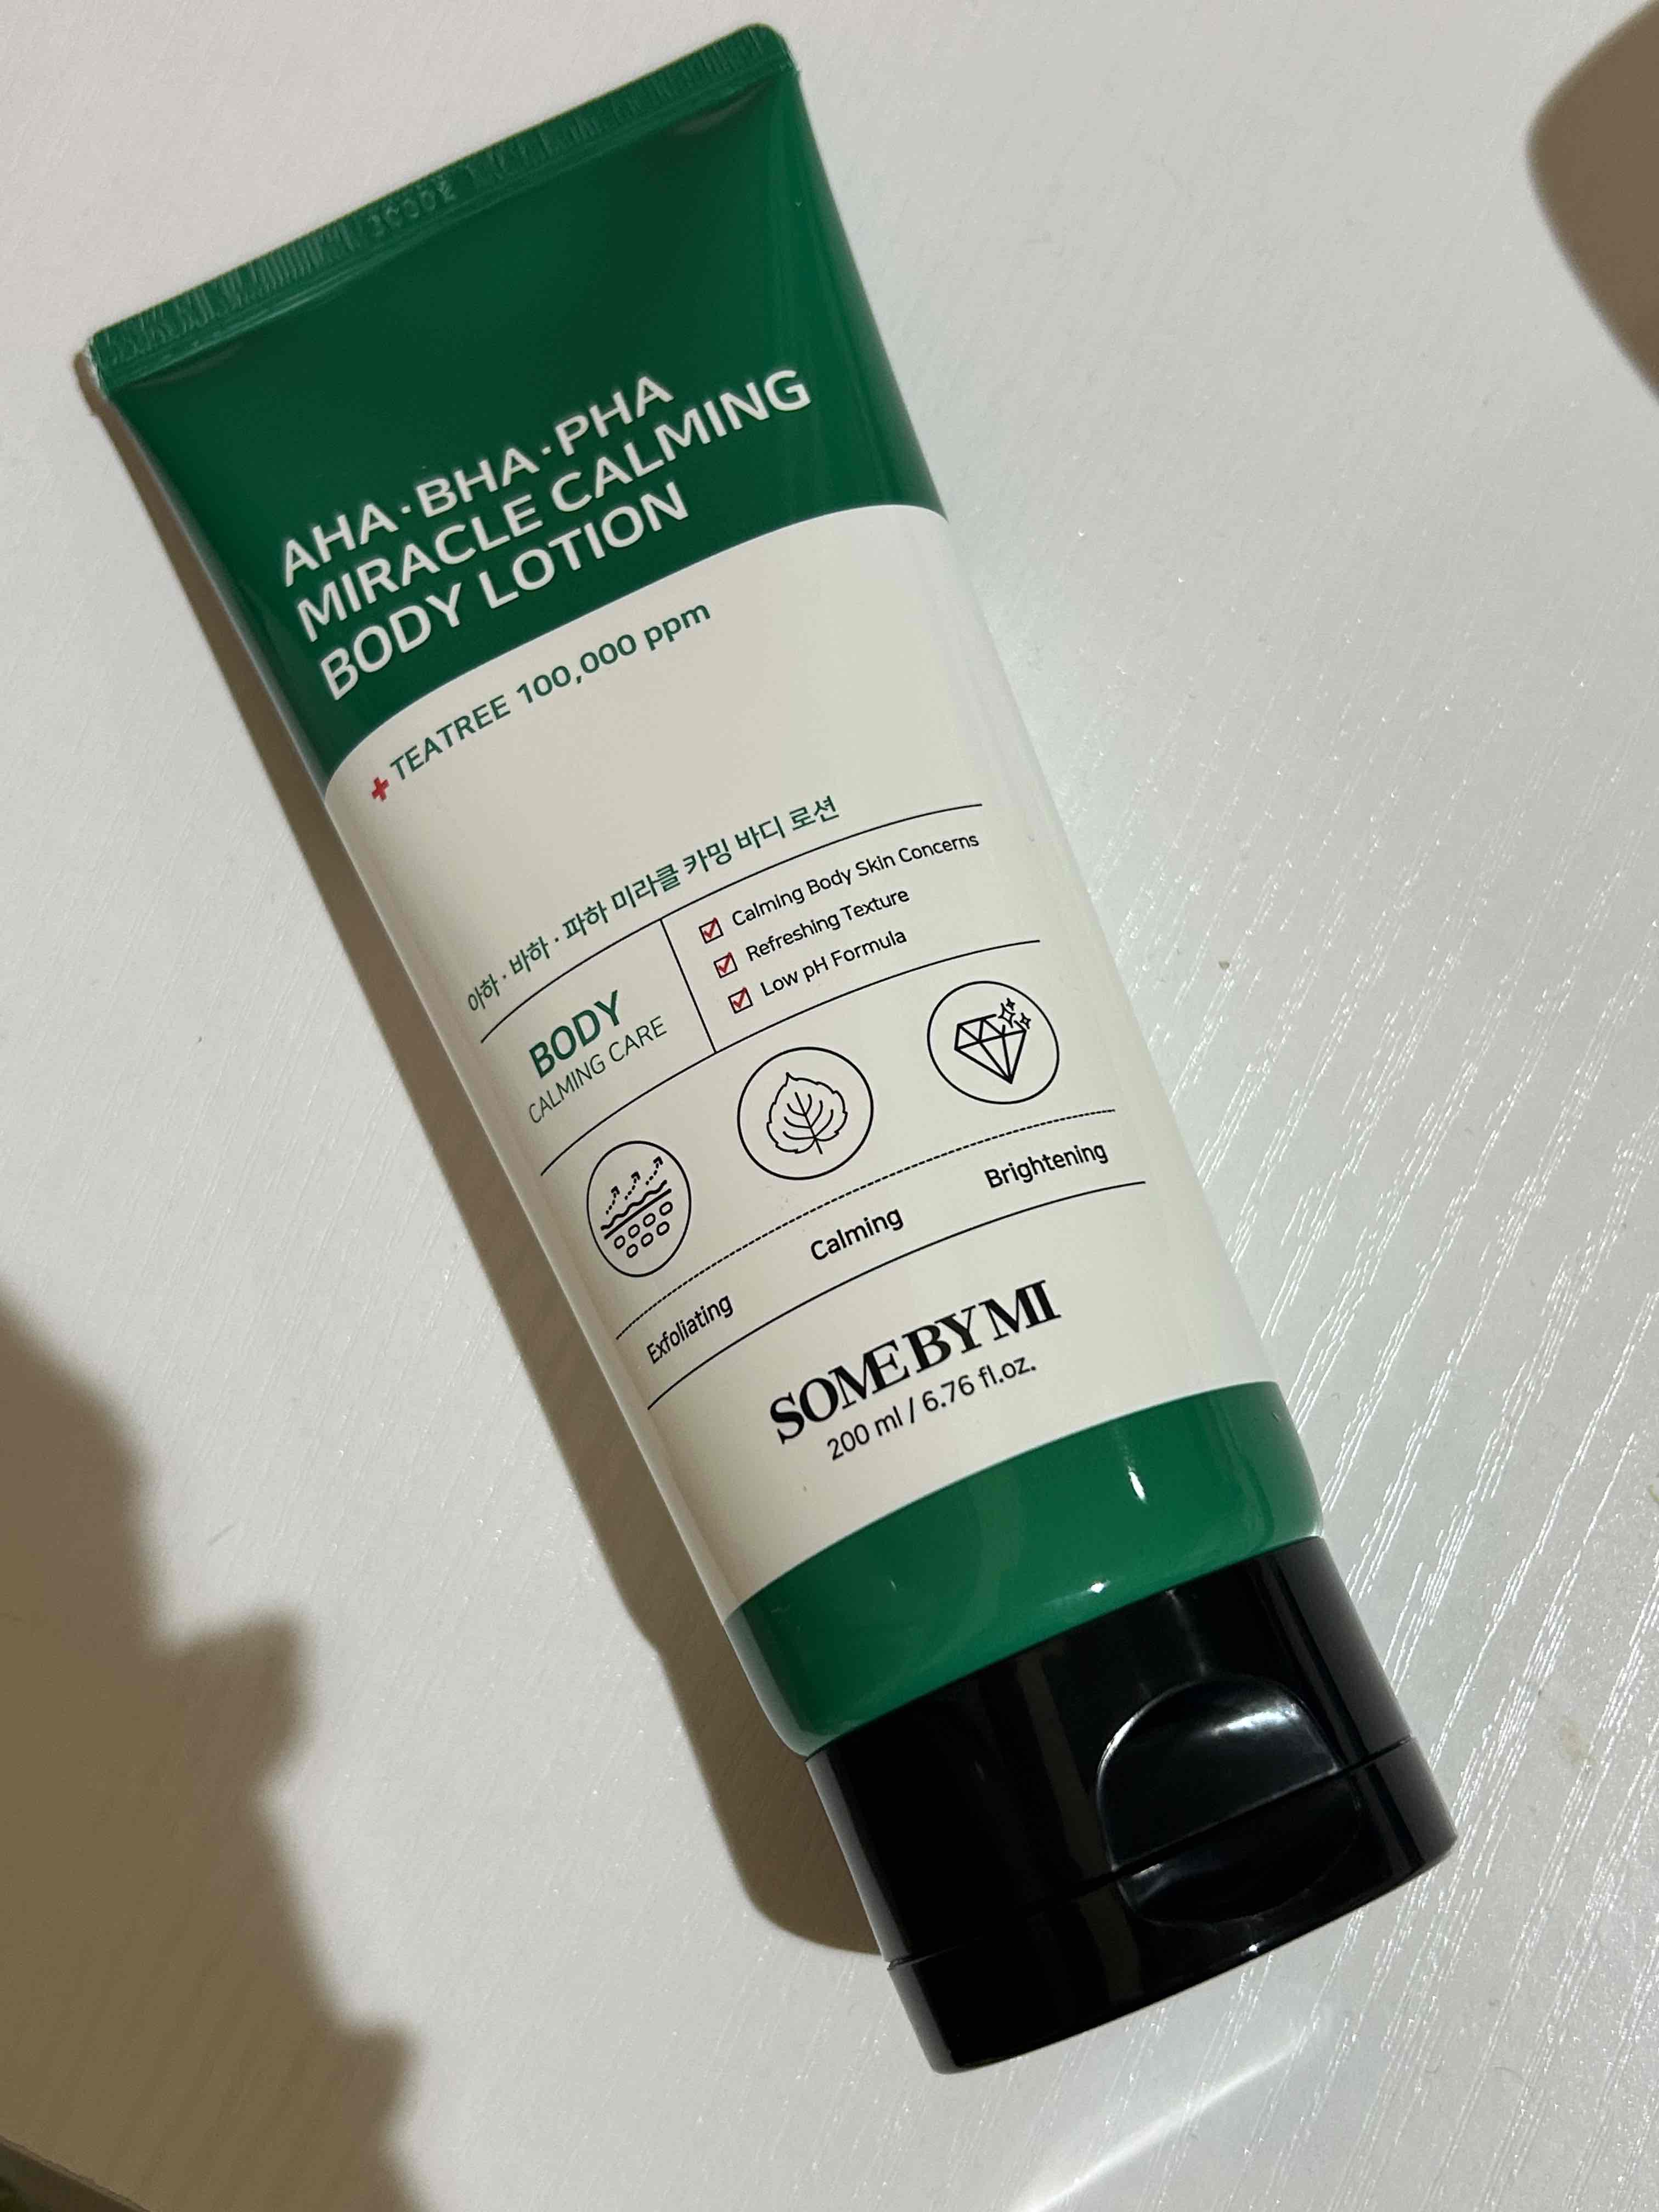 AHA·BHA·PHA
MIRACLE CALMING
BODY LOTION
+ TEATREE 100,000 ppm
아하·바하·파하 미라클 카밍 바디 로션
BODY
CALMING CARE
Calming Body Skin Concerns
Refreshing Texture
Low pH Formula
Exfoliating
Calming
Brightening
SOME BY MI
200 ml / 6.76 fl.oz.